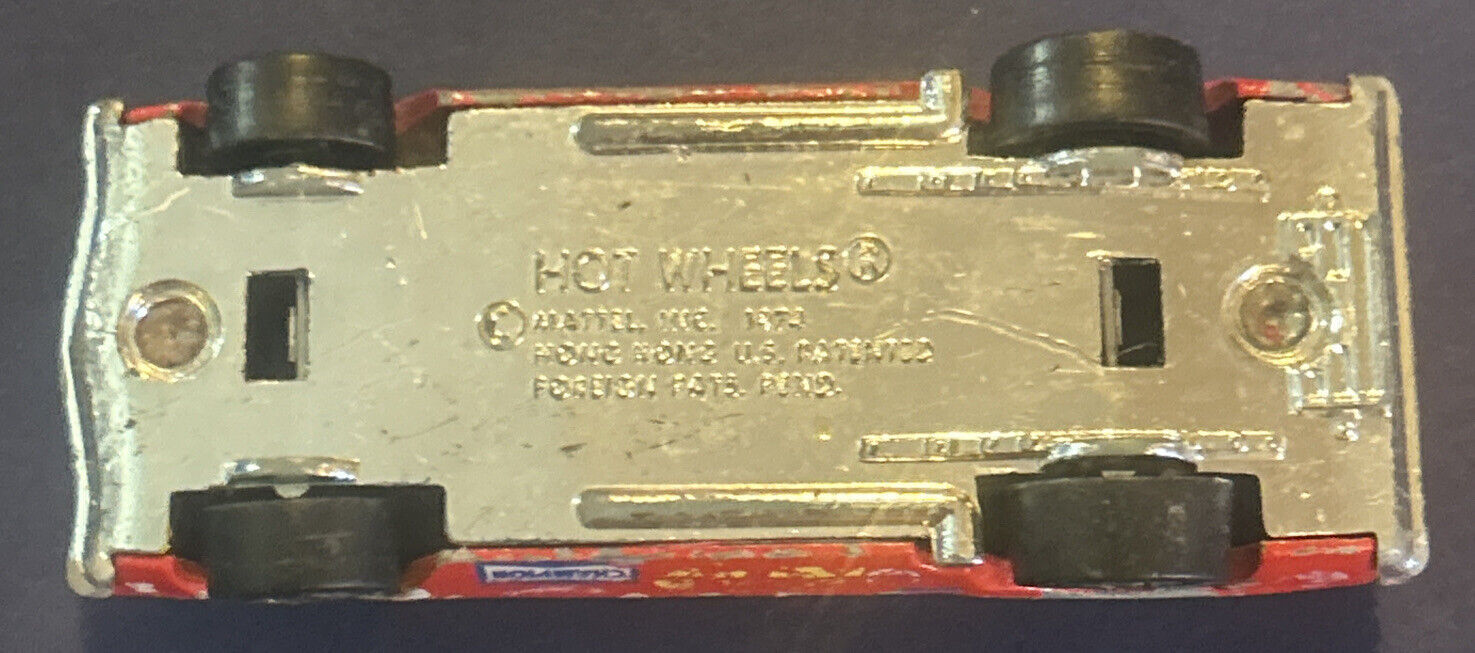 HOT WHEELS®
© MATTEL, INC. 1974
HONG KONG U.S. PATENTED
FOREIGN PATS. PEND.